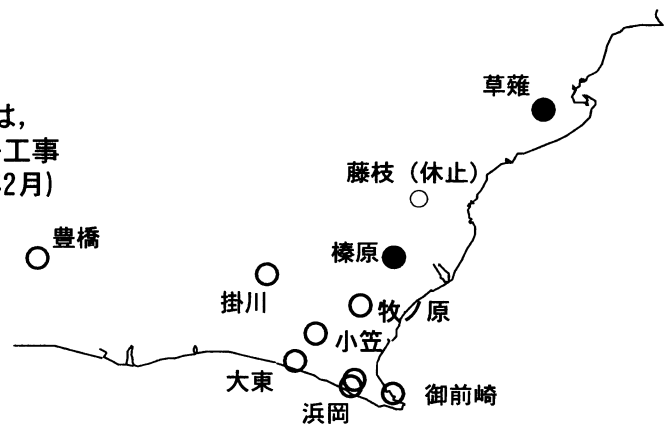 草薙
は，
工事
2月）
藤枝（休止）
豊橋
榛原
掛川
牧ノ原
小笠
大東
浜岡
御前崎